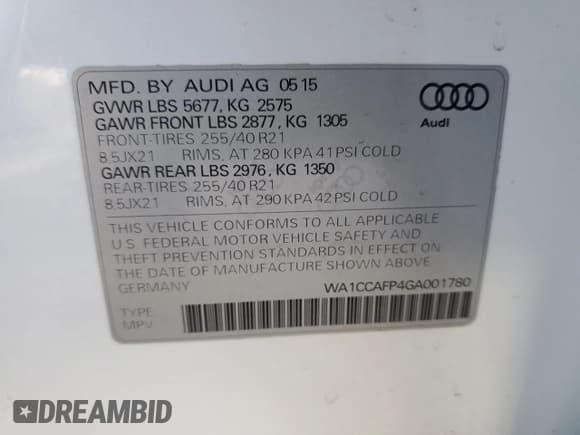 MFD. BY AUDI AG 05 15
GVWR LBS 5677, KG 2575
GAWR FRONT LBS 2877, KG 1305
FRONT-TIRES 255/40 R21
8.5JX21 RIMS, AT 280 KPA 41 PSI COLD
GAWR REAR LBS 2976, KG 1350
REAR-TIRES 255/40 R21
8.5JX21 RIMS, AT 290 KPA 42 PSI COLD
Audi
THIS VEHICLE CONFORMS TO ALL APPLICABLE
U.S. FEDERAL MOTOR VEHICLE SAFETY AND
THEFT PREVENTION STANDARDS IN EFFECT ON
THE DATE OF MANUFACTURE SHOWN ABOVE.
GERMANY WA1CCAFP4GA001780
TYPE
MPV
DREAMBID